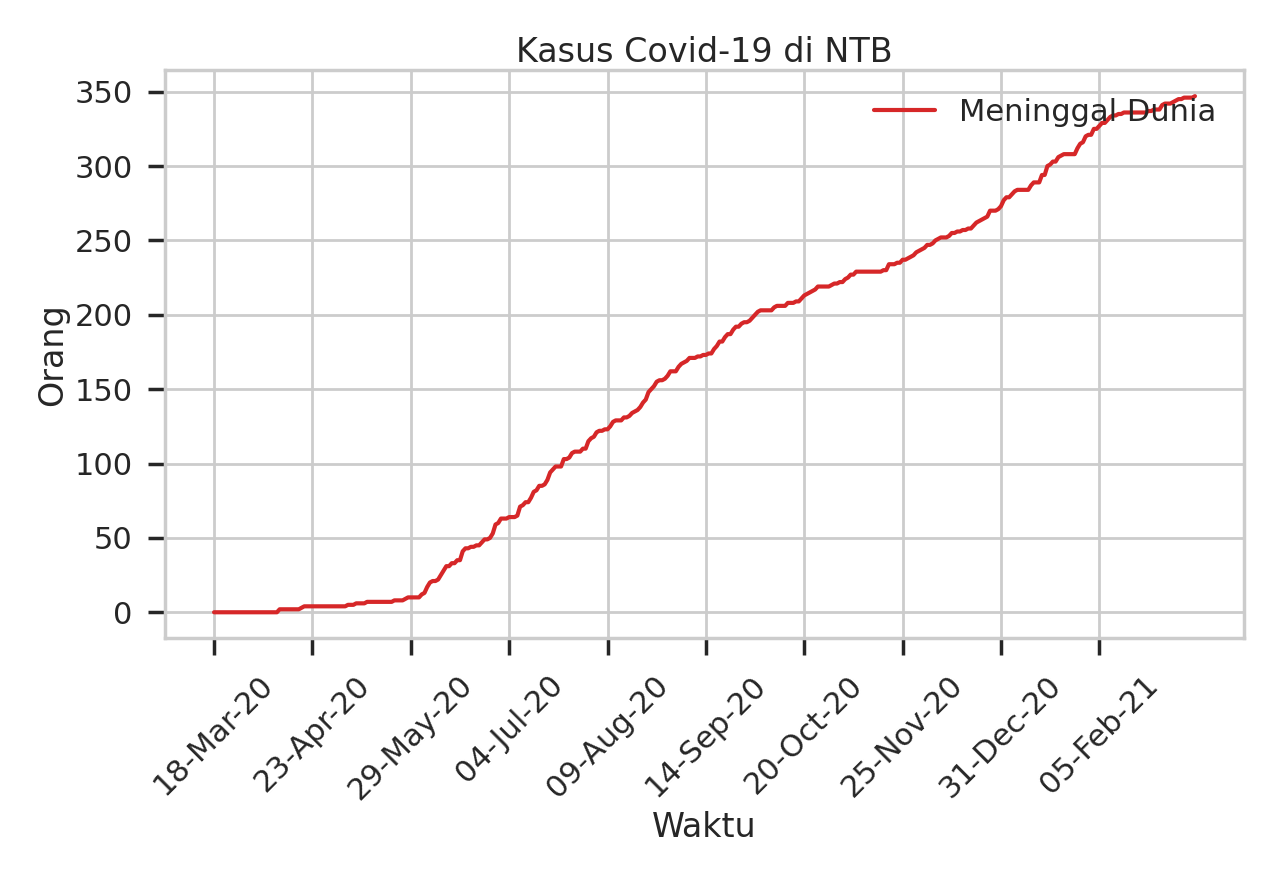 Kasus Covid-19 di NTB
Meninggal Dunia
350
300
250
200
150
100
50
0
Orang
18-Mar-20
23-Apr-20
29-May-20
04-Jul-20
09-Aug-20
14-Sep-20
20-Oct-20
25-Nov-20
31-Dec-20
05-Feb-21
Waktu